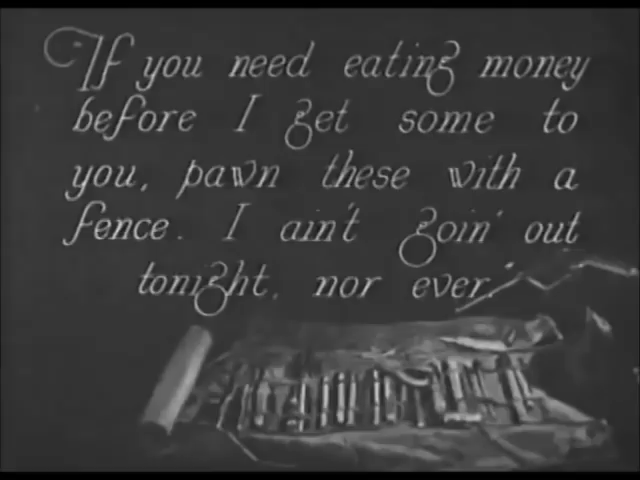 If you need eating money
before I get some to
you, pawn these with a
fence. I ain't goin' out
tonight, nor ever.